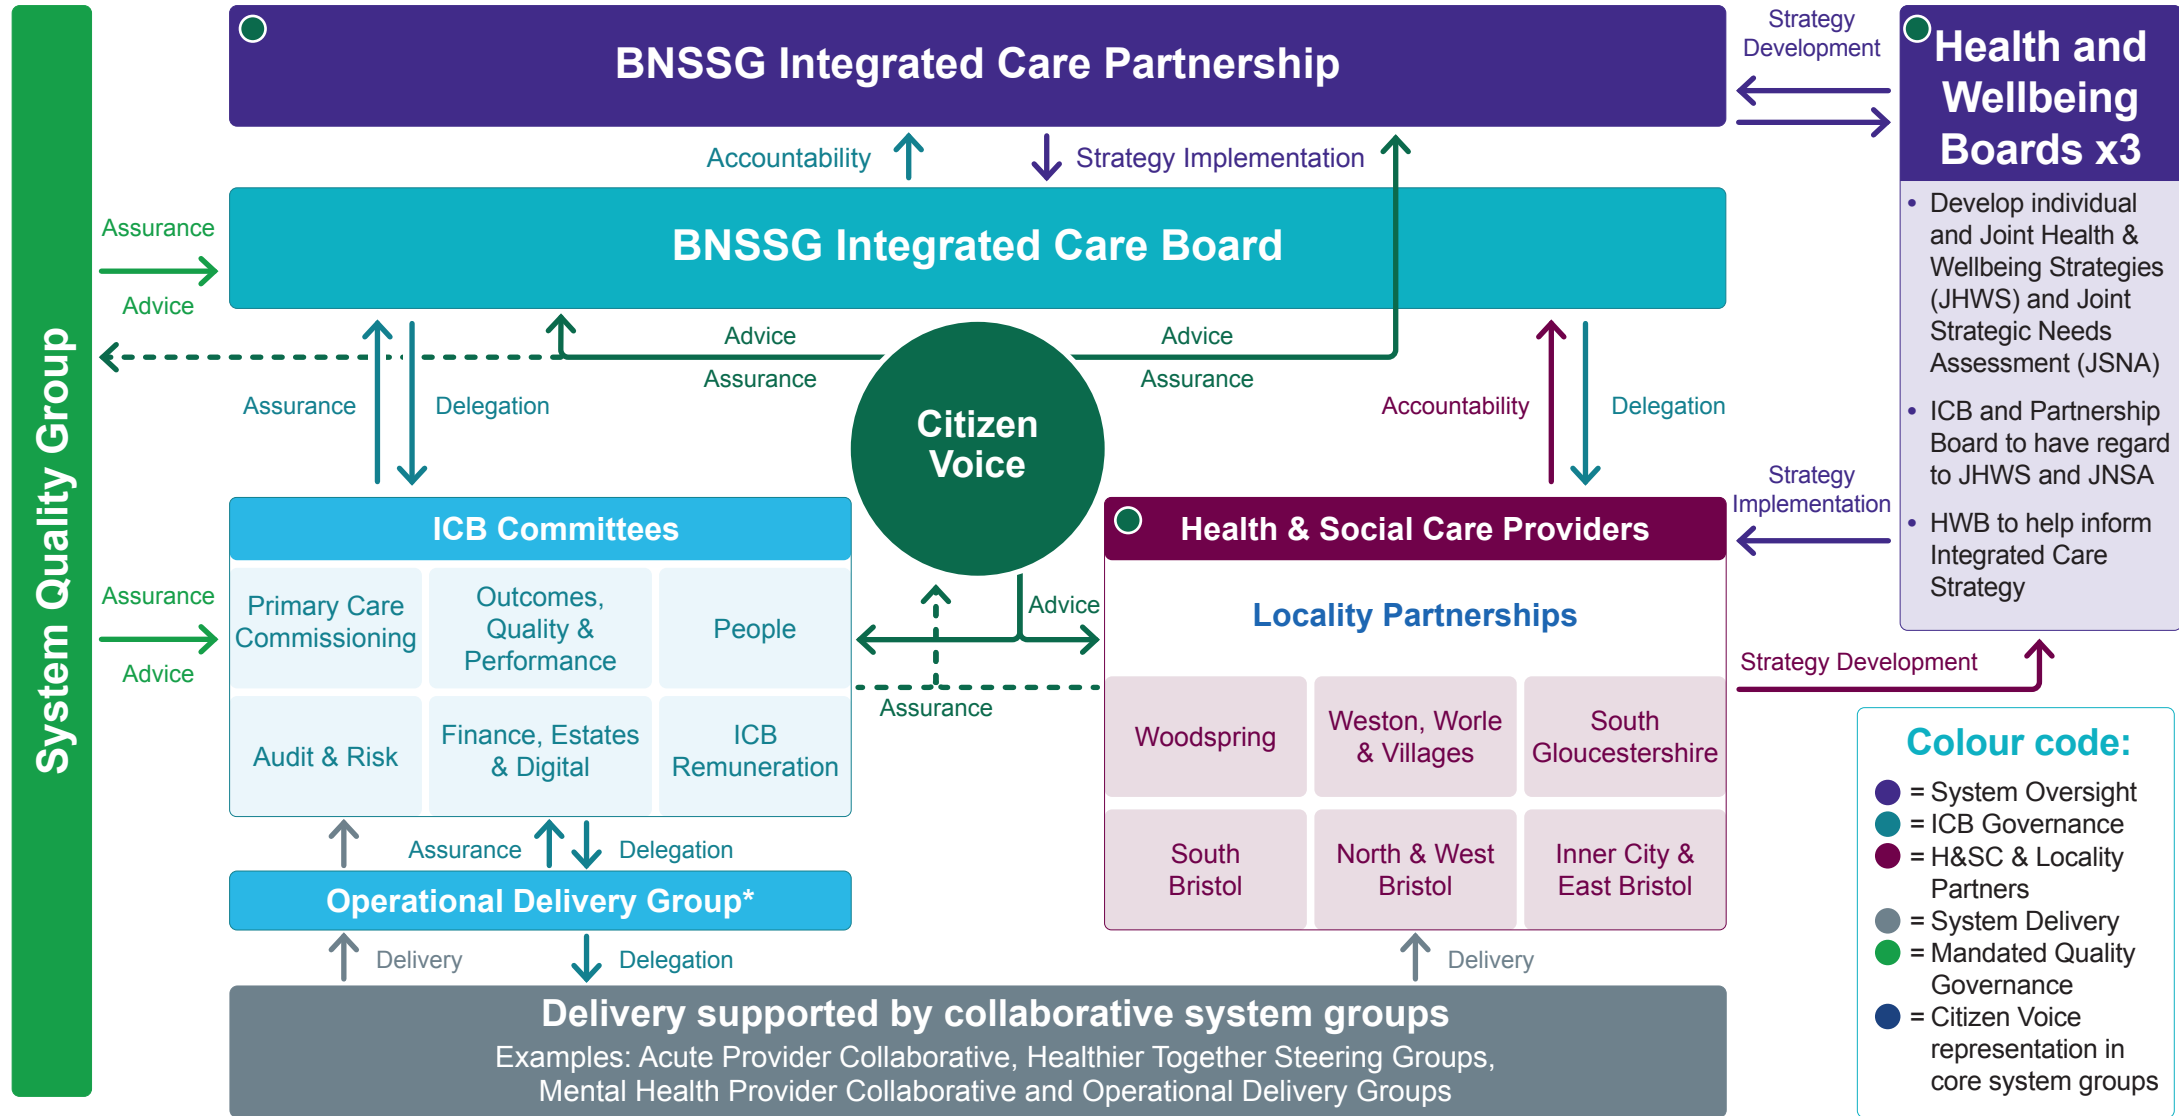 System Quality Group
BNSSG Integrated Care Partnership
Strategy
Development
Health and
Wellbeing
Boards x3
Accountability
Strategy Implementation
Assurance
Advice
BNSSG Integrated Care Board
• Develop individual
and Joint Health &
Wellbeing Strategies
(JHWS) and Joint
Strategic Needs
Assessment (JSNA)
• ICB and Partnership
Board to have regard
to JHWS and JNSA
• HWB to help inform
Integrated Care
Strategy
Advice
Assurance
Advice
Assurance
Assurance
Delegation
Citizen
Voice
Accountability
Delegation
Strategy
Implementation
ICB Committees
Primary Care
Commissioning
Outcomes,
Quality &
Performance
People
Audit & Risk
Finance, Estates
& Digital
ICB
Remuneration
Assurance
Advice
Advice
Assurance
Health & Social Care Providers
Locality Partnerships
Woodspring
Weston, Worle
& Villages
South
Gloucestershire
South
Bristol
North & West
Bristol
Inner City &
East Bristol
Strategy Development
Assurance
Delegation
Operational Delivery Group*
Delivery
Delegation
Delivery
Delivery supported by collaborative system groups
Examples: Acute Provider Collaborative, Healthier Together Steering Groups,
Mental Health Provider Collaborative and Operational Delivery Groups
Colour code:
= System Oversight
= ICB Governance
= H&SC & Locality
Partners
= System Delivery
= Mandated Quality
Governance
= Citizen Voice
representation in
core system groups